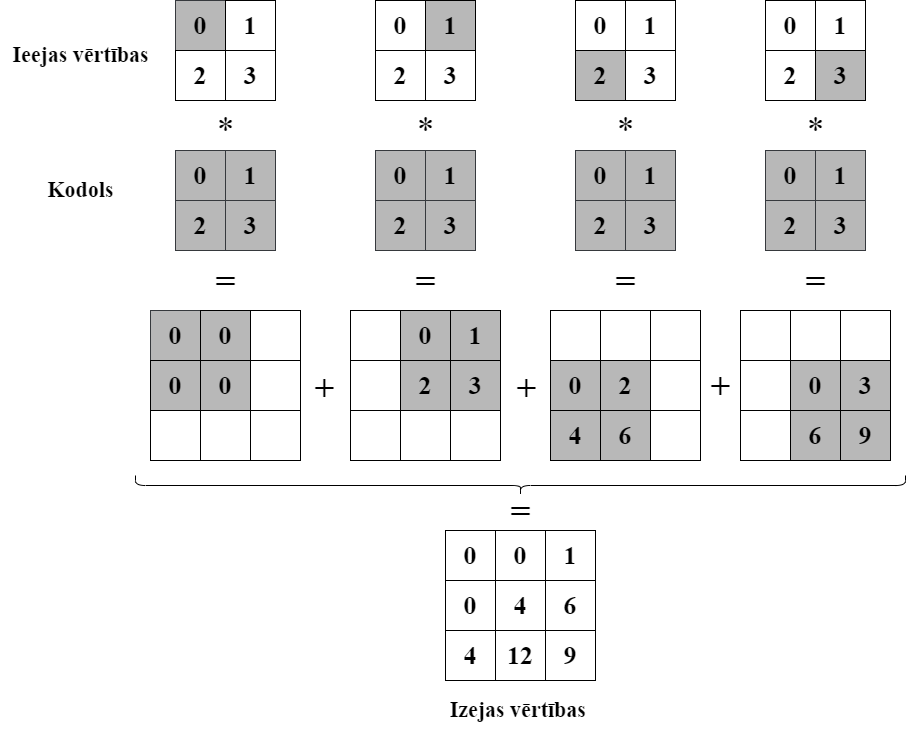 0 1 0 1 0 1 0 1
Ieejas vērtības
2 3 2 3 2 3 2 3
* * * *
0 1 0 1 0 1 0 1
Kodols
2 3 2 3 2 3 2 3
= = = =
0 0 0 1
0 0 + 2 3 + 0 2 + 0 3
4 6 6 9
=
0 0 1
0 4 6
4 12 9
Izejas vērtības